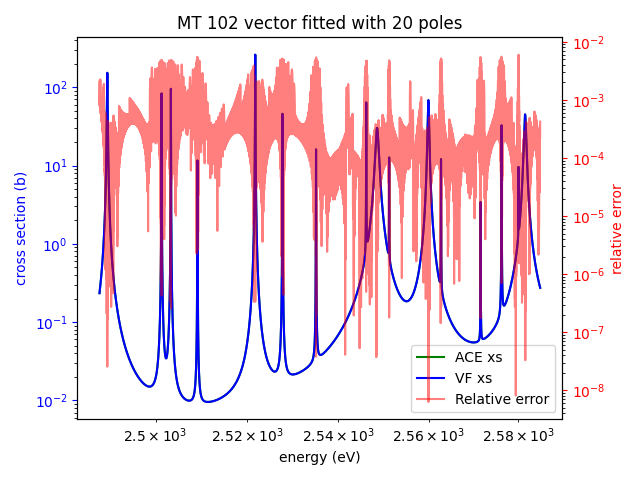 MT 102 vector fitted with 20 poles
cross section (b)
10²
10¹
10⁰
10⁻¹
10⁻²
10⁻²
10⁻³
10⁻⁴
10⁻⁵
10⁻⁶
10⁻⁷
10⁻⁸
relative error
ACE xs
VF xs
Relative error
2.5 × 10³ 2.52 × 10³ 2.54 × 10³ 2.56 × 10³ 2.58 × 10³
energy (eV)